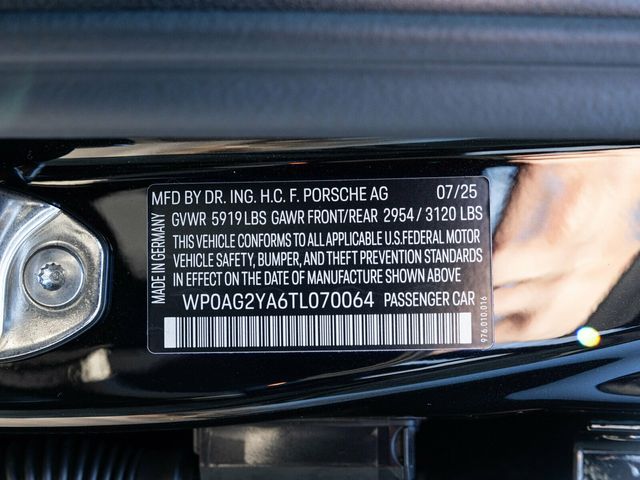 MFD BY DR. ING. H.C. F. PORSCHE AG 07/25
GVWR 5919 LBS GAWR FRONT/REAR 2954 / 3120 LBS
THIS VEHICLE CONFORMS TO ALL APPLICABLE U.S.FEDERAL MOTOR
VEHICLE SAFETY, BUMPER, AND THEFT PREVENTION STANDARDS
IN EFFECT ON THE DATE OF MANUFACTURE SHOWN ABOVE
WP0AG2YA6TL070064 PASSENGER CAR
MADE IN GERMANY
976.010.016